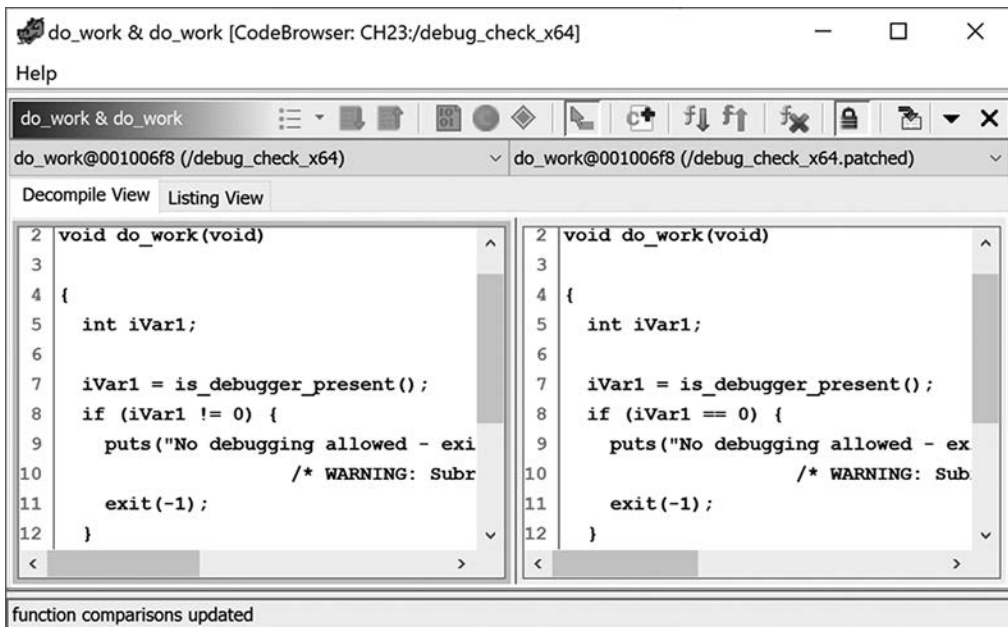 do_work & do_work [CodeBrowser: CH23:/debug_check_x64]
Help
do_work & do_work
do_work@001006f8 (/debug_check_x64)
do_work@001006f8 (/debug_check_x64.patched)
Decompile View Listing View
2 void do_work(void)
3
4 {
5 int iVar1;
6
7 iVar1 = is_debugger_present();
8 if (iVar1 != 0) {
9 puts("No debugging allowed - exi
10 /* WARNING: Subr
11 exit(-1);
12 }
2 void do_work(void)
3
4 {
5 int iVar1;
6
7 iVar1 = is_debugger_present();
8 if (iVar1 == 0) {
9 puts("No debugging allowed - ex
10 /* WARNING: Sub
11 exit(-1);
12 }
function comparisons updated